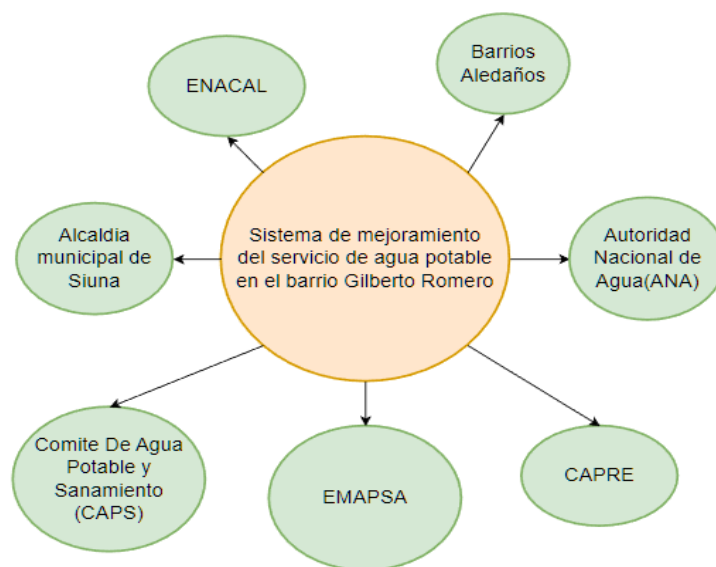 ENACAL
Barrios
Aledaños
Alcaldia
municipal de
Siuna
Sistema de mejoramiento
del servicio de agua potable
en el barrio Gilberto Romero
Autoridad
Nacional de
Agua(ANA)
Comite De Agua
Potable y
Sanamiento
(CAPS)
EMAPSA
CAPRE